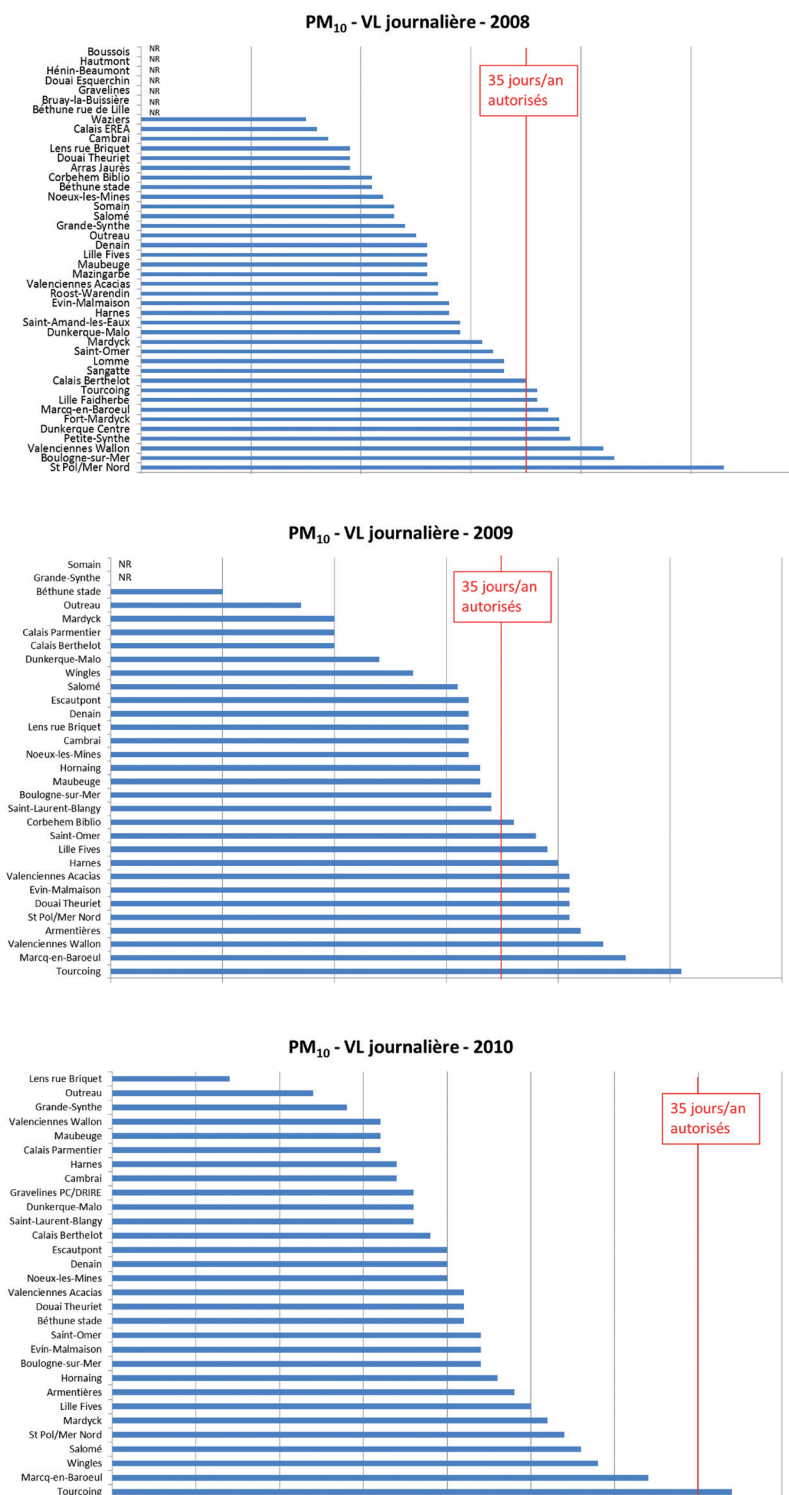 PM₁₀ - VL journalière - 2008
Boussois NR
Hautmont NR
Hénin-Beaumont NR
Douai Esquerchin NR
Gravelines NR
Bruay-la-Buissière NR
Béthune rue de Lille NR
35 jours/an
autorisés
Waziers
Calais EREA
Cambrai
Lens rue Briquet
Douai Theuriet
Arras Jaurès
Corbehem Biblio
Béthune stade
Noeux-les-Mines
Somain
Salomé
Grande-Synthe
Outreau
Denain
Lille Fives
Maubeuge
Mazingarbe
Valenciennes Acacias
Roost-Warendin
Evin-Malmaison
Harnes
Saint-Amand-les-Eaux
Dunkerque-Malo
Mardyck
Saint-Omer
Lomme
Sangatte
Calais Berthelot
Tourcoing
Lille Faidherbe
Marcq-en-Baroeul
Fort-Mardyck
Dunkerque Centre
Petite-Synthe
Valenciennes Wallon
Boulogne-sur-Mer
St Pol/Mer Nord
PM₁₀ - VL journalière - 2009
Somain NR
Grande-Synthe NR
35 jours/an
autorisés
Béthune stade
Outreau
Mardyck
Calais Parmentier
Calais Berthelot
Dunkerque-Malo
Wingles
Salomé
Escautpont
Denain
Lens rue Briquet
Cambrai
Noeux-les-Mines
Hornaing
Maubeuge
Boulogne-sur-Mer
Saint-Laurent-Blangy
Corbehem Biblio
Saint-Omer
Lille Fives
Harnes
Valenciennes Acacias
Evin-Malmaison
Douai Theuriet
St Pol/Mer Nord
Armentières
Valenciennes Wallon
Marcq-en-Baroeul
Tourcoing
PM₁₀ - VL journalière - 2010
Lens rue Briquet
35 jours/an
autorisés
Outreau
Grande-Synthe
Valenciennes Wallon
Maubeuge
Calais Parmentier
Harnes
Cambrai
Gravelines PC/DRIRE
Dunkerque-Malo
Saint-Laurent-Blangy
Calais Berthelot
Escautpont
Denain
Noeux-les-Mines
Valenciennes Acacias
Douai Theuriet
Béthune stade
Saint-Omer
Evin-Malmaison
Boulogne-sur-Mer
Hornaing
Armentières
Lille Fives
Mardyck
St Pol/Mer Nord
Salomé
Wingles
Marcq-en-Baroeul
Tourcoing